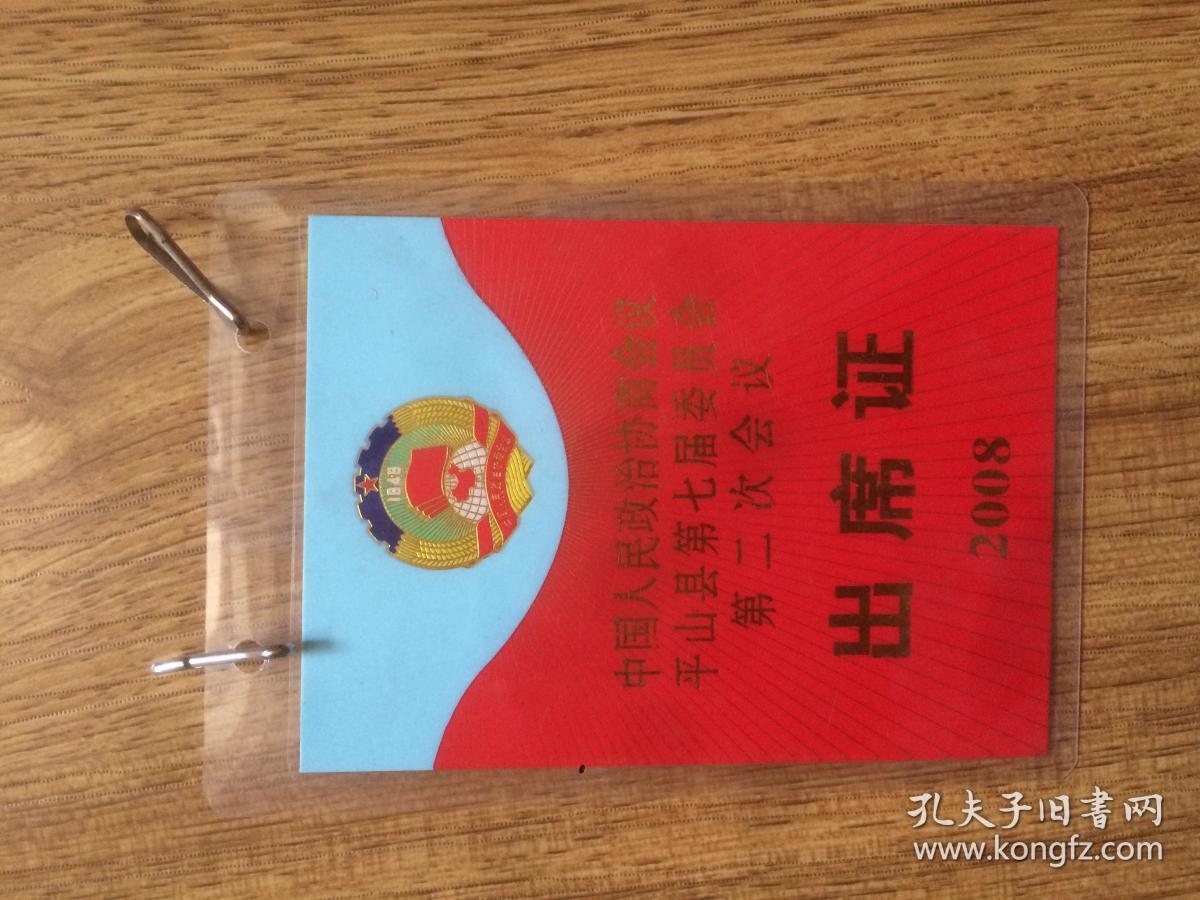 1949
中国人民政治协商会议
平山县第七届委员会
第二次会议
出席证
2008
孔夫子旧书网
www.kongfz.com